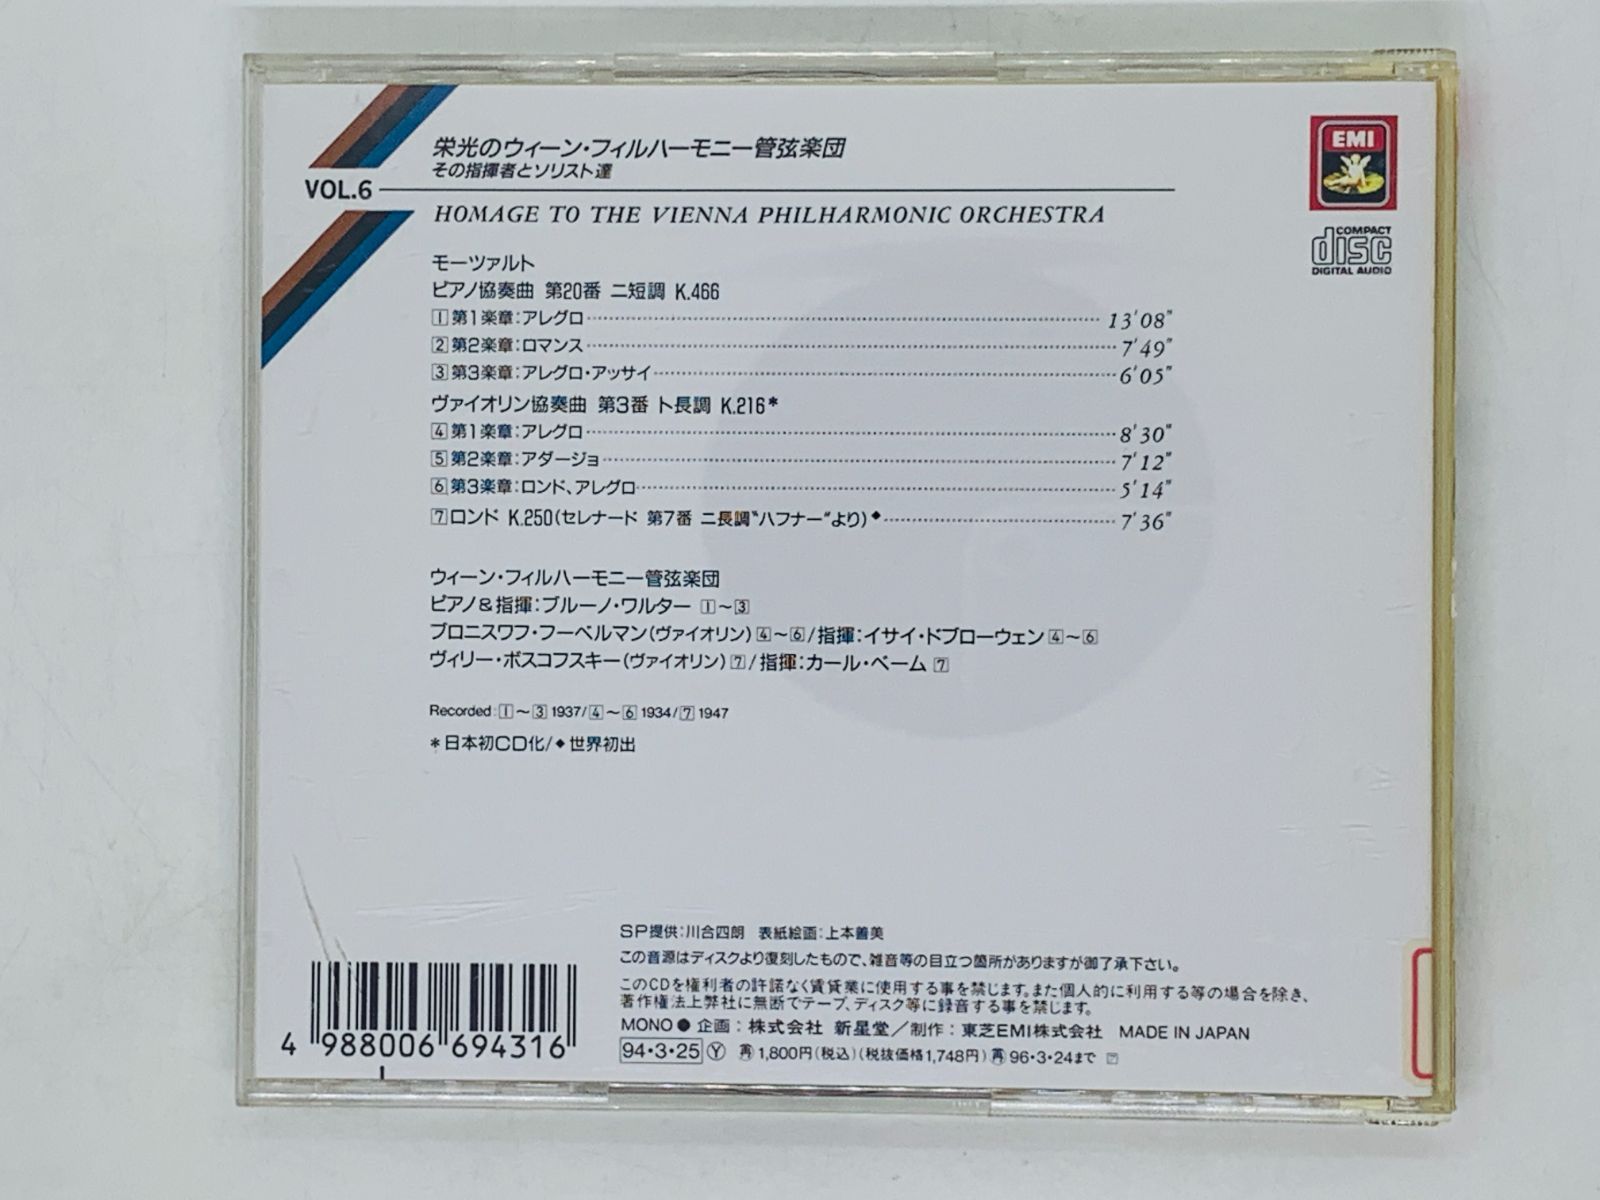 栄光のウィーン・フィルハーモニー管弦楽団
その指揮者とソリスト達
VOL.6
HOMAGE TO THE VIENNA PHILHARMONIC ORCHESTRA
EMI
COMPACT
disc
DIGITAL AUDIO
モーツァルト
ピアノ協奏曲 第20番 ニ短調 K.466
1 第1楽章:アレグロ 13'08"
2 第2楽章:ロマンス 7'49"
3 第3楽章:アレグロ・アッサイ 6'05"
ヴァイオリン協奏曲 第3番 ト長調 K.216*
4 第1楽章:アレグロ 8'30"
5 第2楽章:アダージョ 7'12"
6 第3楽章:ロンド、アレグロ 5'14"
7 ロンド K.250(セレナード 第7番 ニ長調"ハフナー"より)◆ 7'36"
ウィーン・フィルハーモニー管弦楽団
ピアノ&指揮:ブルーノ・ワルター 1〜3
ブロニスワフ・フーベルマン(ヴァイオリン)4〜6/指揮:イサイ・ドブローウェン 4〜6
ヴィリー・ボスコフスキー(ヴァイオリン)7/指揮:カール・ベーム 7
Recorded:1〜3 1937/4〜6 1934/7 1947
*日本初CD化/◆世界初出
SP提供:川合四朗 表紙絵画:上本善美
この音源はディスクより復刻したもので、雑音等の目立つ箇所がありますが御了承下さい。
このCDを権利者の許諾なく賃貸業に使用する事を禁じます。また個人的に利用する等の場合を除き、
著作権法上弊社に無断でテープ、ディスク等に録音する事を禁じます。
MONO● 企画:株式会社 新星堂/制作:東芝EMI株式会社 MADE IN JAPAN
94・3・25 Ⓨ 再 1,800円(税込)(税抜価格1,748円)再 96・3・24まで
4 988006 694316